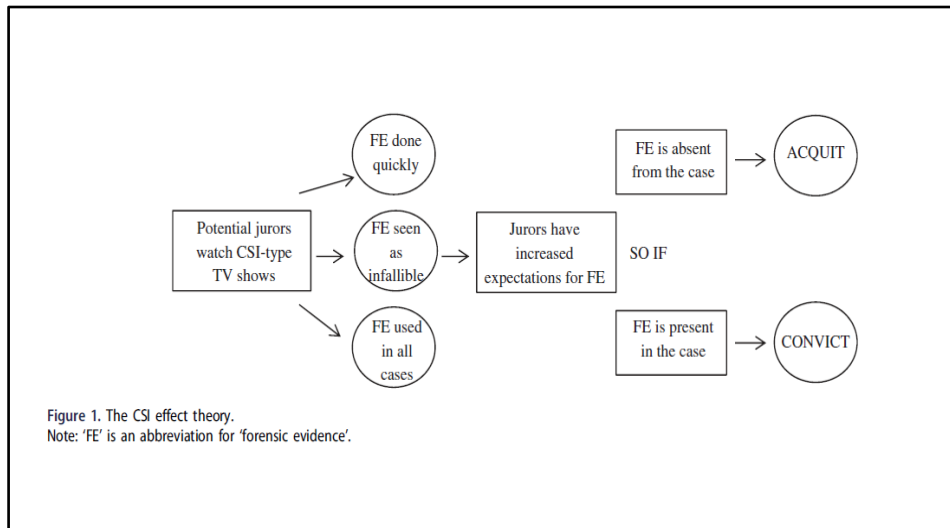 FE done
quickly
Potential jurors
watch CSI-type
TV shows
FE seen
as
infallible
FE used
in all
cases
Jurors have
increased
expectations for FE
SO IF
FE is absent
from the case
ACQUIT
FE is present
in the case
CONVICT
Figure 1. The CSI effect theory.
Note: ‘FE’ is an abbreviation for ‘forensic evidence’.